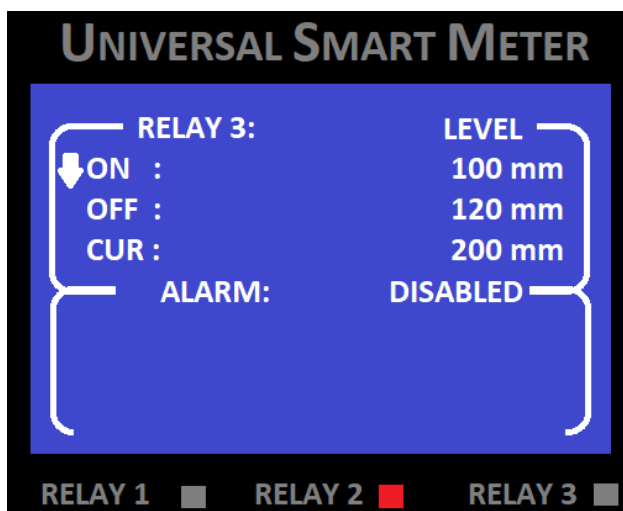 UNIVERSAL SMART METER
RELAY 3: LEVEL
ON : 100 mm
OFF : 120 mm
CUR : 200 mm
ALARM: DISABLED
RELAY 1 RELAY 2 RELAY 3